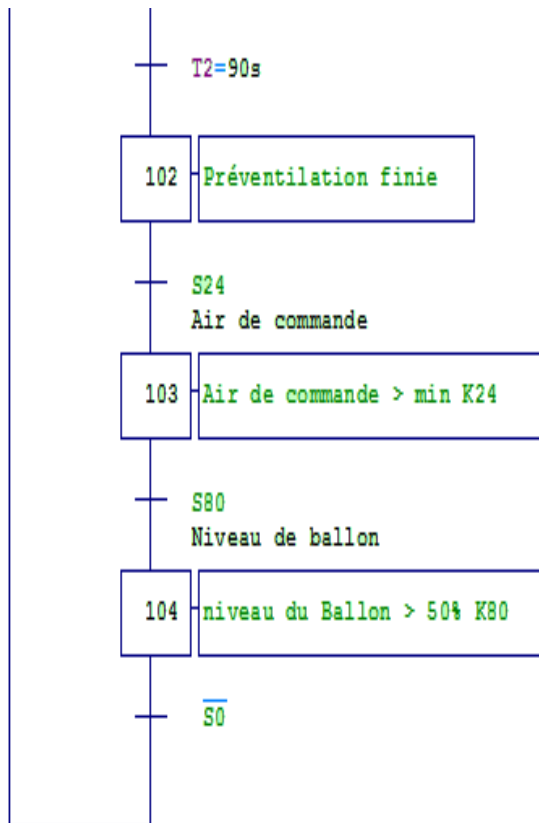 T2=90s
102 Préventilation finie
S24
Air de commande
103 Air de commande > min K24
S80
Niveau de ballon
104 niveau du Ballon > 50% K80
S̅0̅